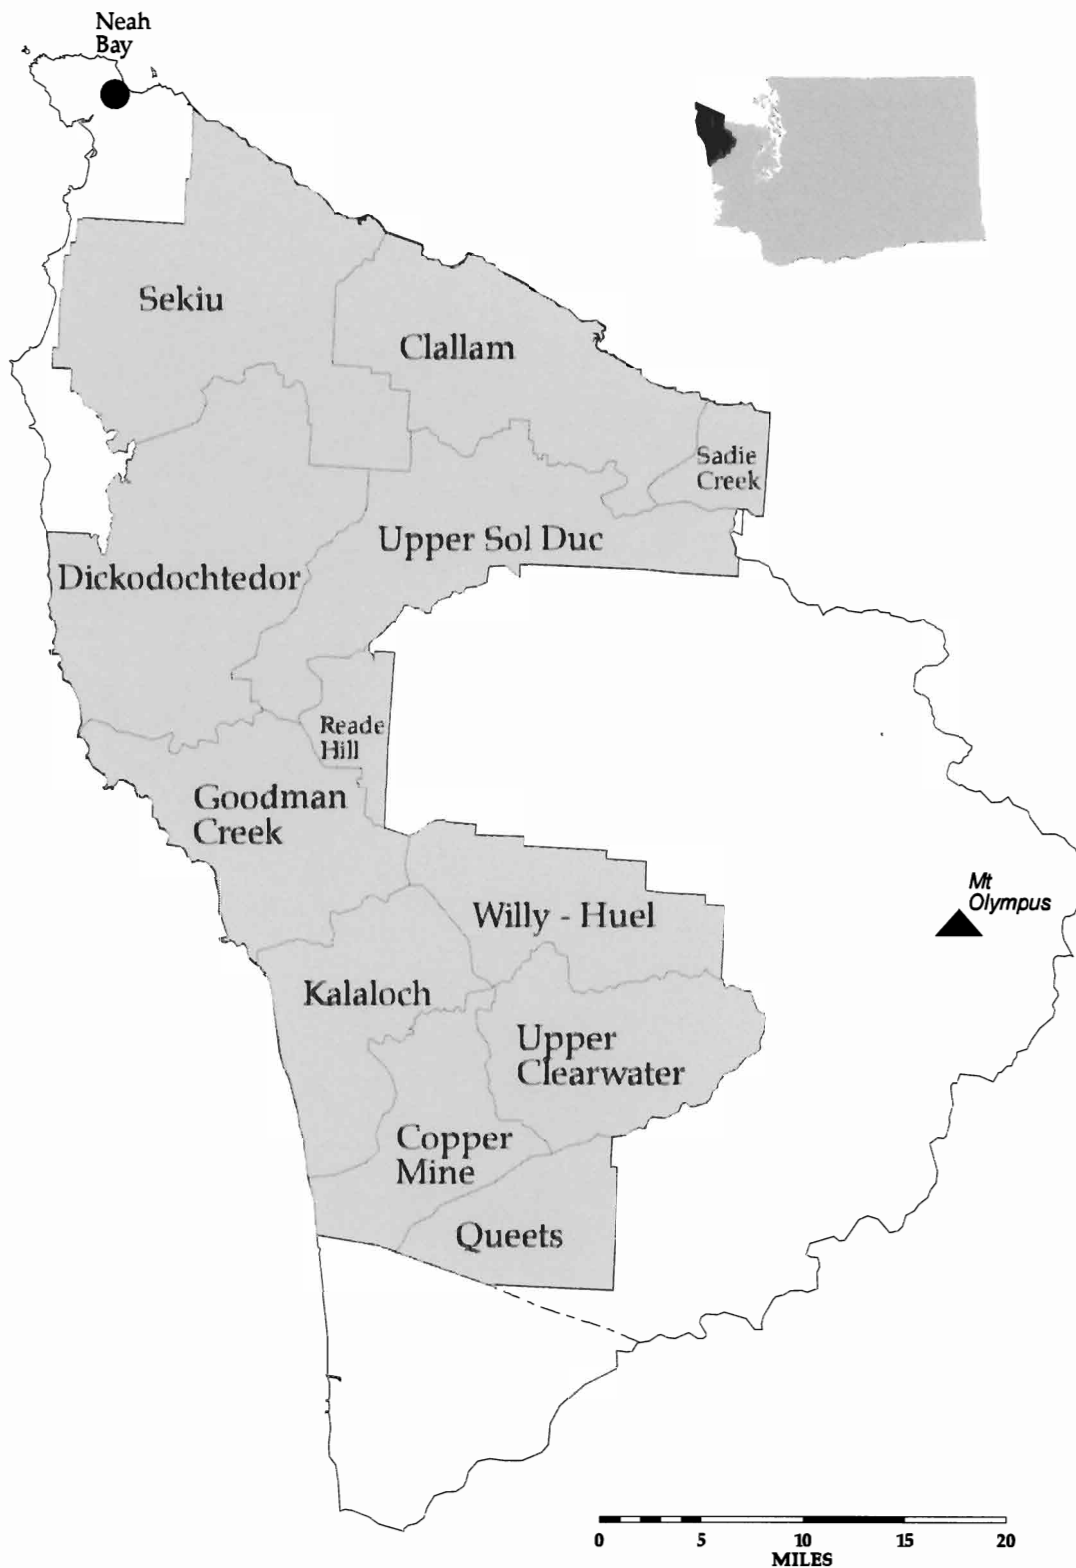 Neah
Bay
Sekiu
Clallam
Sadie
Creek
Upper Sol Duc
Dickodochtedor
Reade
Hill
Goodman
Creek
Mt
Olympus
Willy - Huel
Kalaloch
Upper
Clearwater
Copper
Mine
Queets
0 5 10 15 20
MILES